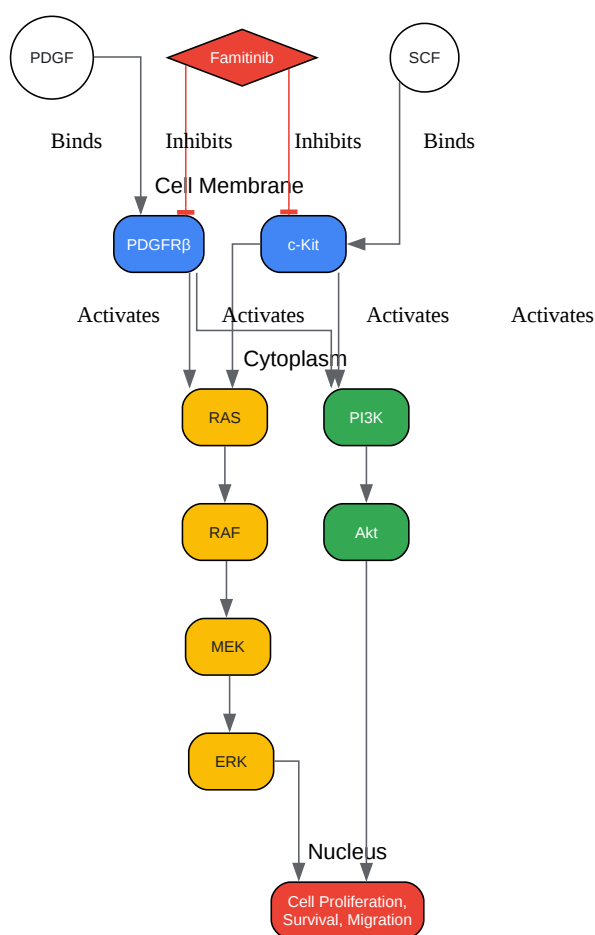 PDGF
Famitinib
SCF
Binds
Inhibits
Inhibits
Binds
Cell Membrane
PDGFRβ
c-Kit
Activates
Activates
Activates
Activates
Cytoplasm
RAS
PI3K
RAF
Akt
MEK
ERK
Nucleus
Cell Proliferation,
Survival, Migration